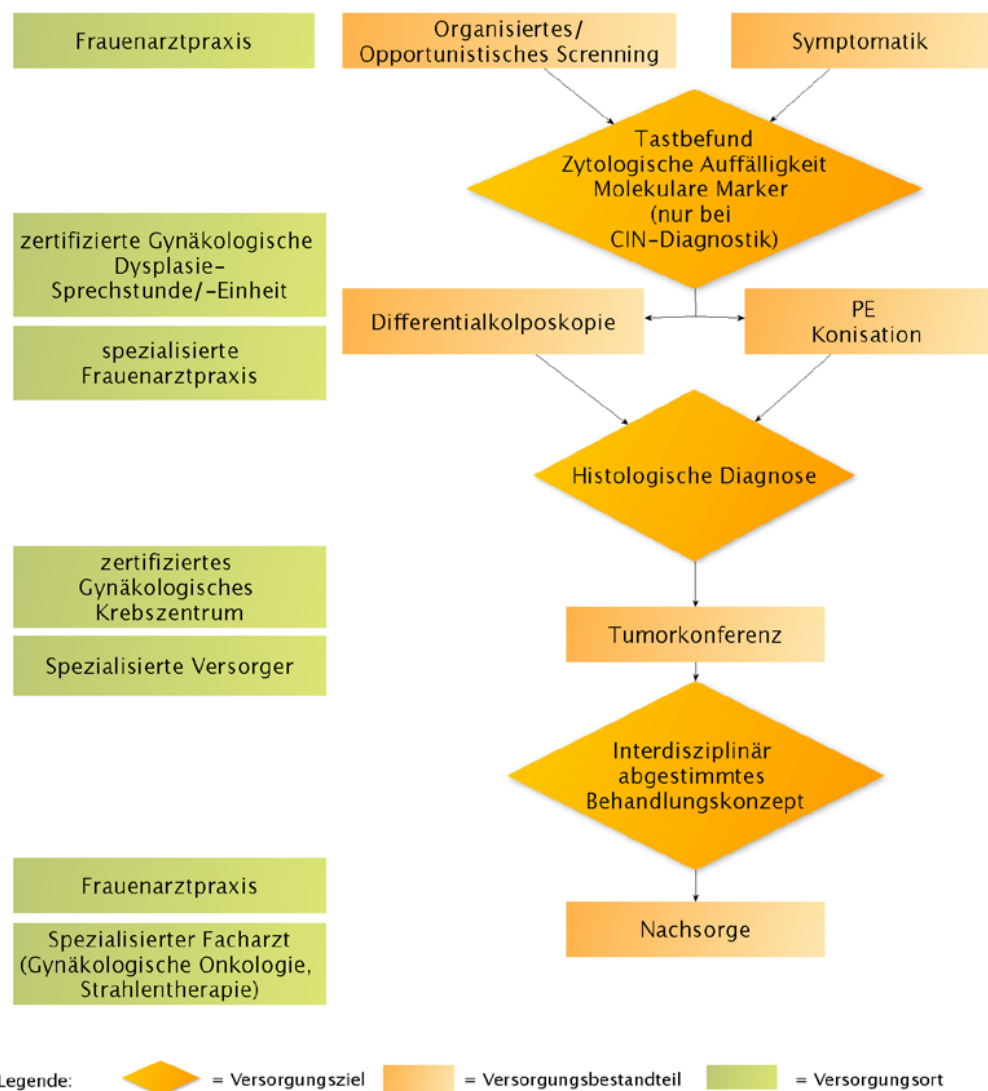 Frauenarztpraxis
Organisiertes/
Opportunistisches Screnning
Symptomatik
Tastbefund
Zytologische Auffälligkeit
Molekulare Marker
(nur bei
CIN-Diagnostik)
zertifizierte Gynäkologische
Dysplasie-
Sprechstunde/-Einheit
spezialisierte
Frauenarztpraxis
Differentialkolposkopie
PE
Konisation
Histologische Diagnose
zertifiziertes
Gynäkologisches
Krebszentrum
Spezialisierte Versorger
Tumorkonferenz
Interdisziplinär
abgestimmtes
Behandlungskonzept
Frauenarztpraxis
Spezialisierter Facharzt
(Gynäkologische Onkologie,
Strahlentherapie)
Nachsorge
Legende: = Versorgungsziel = Versorgungsbestandteil = Versorgungsort